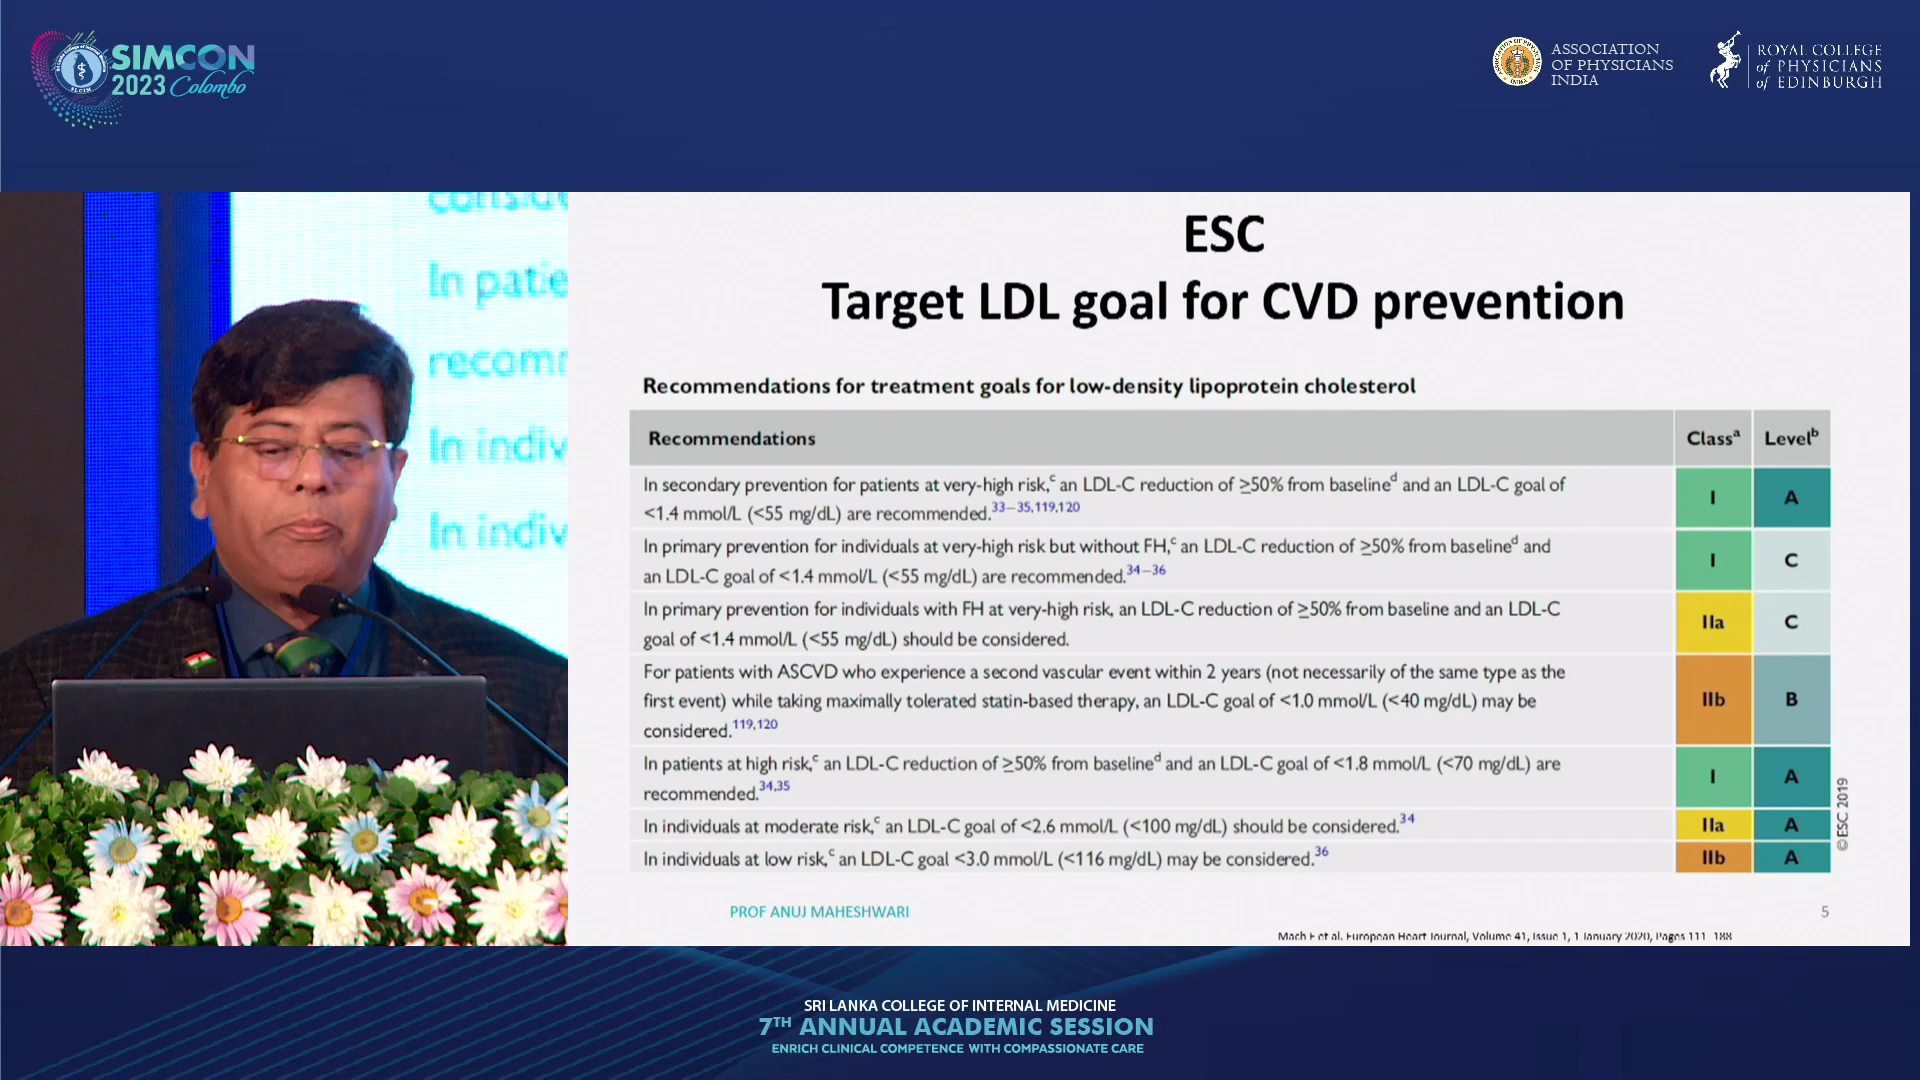 SIMCON
2023 Colombo
SLCIM
ASSOCIATION
OF PHYSICIANS
INDIA
ROYAL COLLEGE
of PHYSICIANS
of EDINBURGH
In patie
recomm
In indiv
In indiv
ESC
Target LDL goal for CVD prevention
Recommendations for treatment goals for low-density lipoprotein cholesterol
Recommendations Classᵃ Levelᵇ
In secondary prevention for patients at very-high risk,ᶜ an LDL-C reduction of ≥50% from baselineᵈ and an LDL-C goal of
<1.4 mmol/L (<55 mg/dL) are recommended.³³⁻³⁵,¹¹⁹,¹²⁰ I A
In primary prevention for individuals at very-high risk but without FH,ᶜ an LDL-C reduction of ≥50% from baselineᵈ and
an LDL-C goal of <1.4 mmol/L (<55 mg/dL) are recommended.³⁴⁻³⁶ I C
In primary prevention for individuals with FH at very-high risk, an LDL-C reduction of ≥50% from baseline and an LDL-C
goal of <1.4 mmol/L (<55 mg/dL) should be considered. IIa C
For patients with ASCVD who experience a second vascular event within 2 years (not necessarily of the same type as the
first event) while taking maximally tolerated statin-based therapy, an LDL-C goal of <1.0 mmol/L (<40 mg/dL) may be
considered.¹¹⁹,¹²⁰ IIb B
In patients at high risk,ᶜ an LDL-C reduction of ≥50% from baselineᵈ and an LDL-C goal of <1.8 mmol/L (<70 mg/dL) are
recommended.³⁴,³⁵ I A
In individuals at moderate risk,ᶜ an LDL-C goal of <2.6 mmol/L (<100 mg/dL) should be considered.³⁴ IIa A
In individuals at low risk,ᶜ an LDL-C goal <3.0 mmol/L (<116 mg/dL) may be considered.³⁶ IIb A
©ESC 2019
PROF ANUJ MAHESHWARI 5
Mach F et al. European Heart Journal, Volume 41, Issue 1, 1 January 2020, Pages 111–188
SRI LANKA COLLEGE OF INTERNAL MEDICINE
7TH ANNUAL ACADEMIC SESSION
ENRICH CLINICAL COMPETENCE WITH COMPASSIONATE CARE